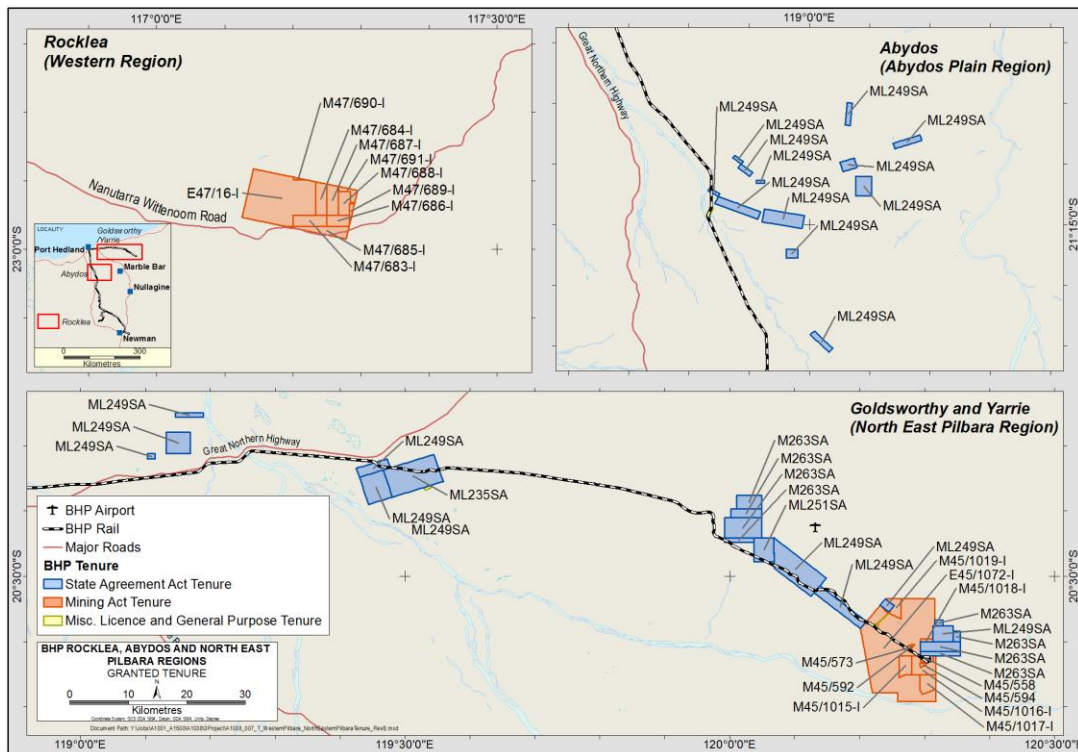 117°0'0"E
117°30'0"E
119°0'0"E
Rocklea
(Western Region)
M47/690-I
M47/684-I
M47/687-I
M47/691-I
M47/688-I
M47/689-I
M47/686-I
E47/16-I
M47/685-I
M47/683-I
Nanutarra Wittenoom Road
23°0'0"S
LOCALITY
Goldsworthy
/Yarrie
Port Hedland
Marble Bar
Abydos
Nullagine
Rocklea
Newman
0 300
Kilometres
Abydos
(Abydos Plain Region)
Great Northern Highway
ML249SA
ML249SA
ML249SA
ML249SA
ML249SA
ML249SA
ML249SA
ML249SA
ML249SA
ML249SA
ML249SA
ML249SA
21°15'0"S
Goldsworthy and Yarrie
(North East Pilbara Region)
ML249SA
ML249SA
ML249SA
Great Northern Highway
ML249SA
ML235SA
ML249SA
ML249SA
M263SA
M263SA
M263SA
ML251SA
ML249SA
ML249SA
ML249SA
M45/1019-I
E45/1072-I
M45/1018-I
M263SA
ML249SA
M263SA
M263SA
M263SA
M45/573
M45/592
M45/1015-I
M45/558
M45/594
M45/1016-I
M45/1017-I
20°30'0"S
20°30'0"S
BHP Airport
BHP Rail
Major Roads
BHP Tenure
State Agreement Act Tenure
Mining Act Tenure
Misc. Licence and General Purpose Tenure
BHP ROCKLEA, ABYDOS AND NORTH EAST
PILBARA REGIONS
GRANTED TENURE
N
0 10 20 30
Kilometres
119°0'0"E
119°30'0"E
120°0'0"E
120°30'0"E